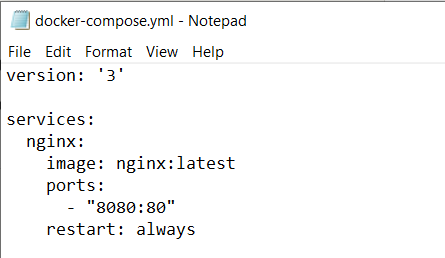 docker-compose.yml - Notepad
File Edit Format View Help
version: '3'

services:
  nginx:
    image: nginx:latest
    ports:
      - "8080:80"
    restart: always